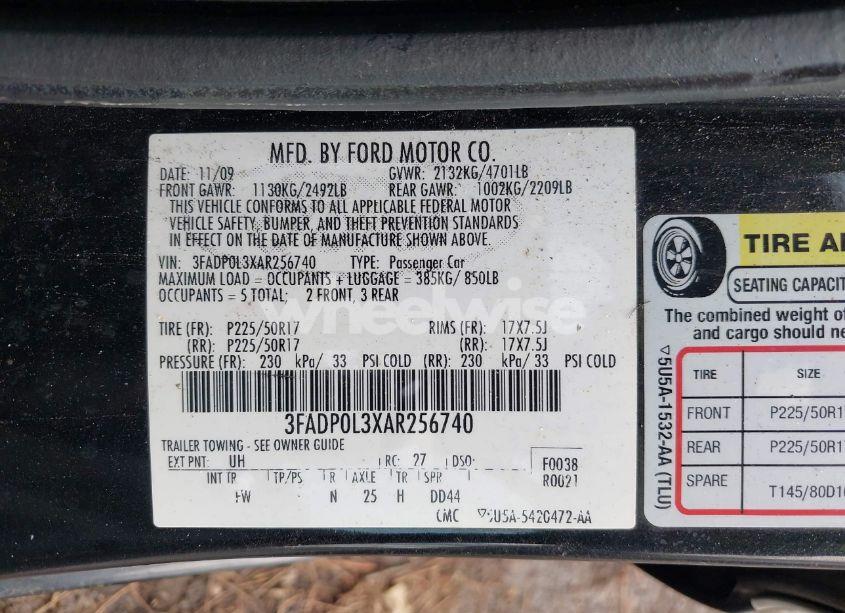 MFD. BY FORD MOTOR CO.
DATE: 11/09 GVWR: 2132KG/4701LB
FRONT GAWR: 1130KG/2492LB REAR GAWR: 1002KG/2209LB
THIS VEHICLE CONFORMS TO ALL APPLICABLE FEDERAL MOTOR
VEHICLE SAFETY, BUMPER, AND THEFT PREVENTION STANDARDS
IN EFFECT ON THE DATE OF MANUFACTURE SHOWN ABOVE.
VIN: 3FADP0L3XAR256740 TYPE: Passenger Car
MAXIMUM LOAD = OCCUPANTS + LUGGAGE = 385KG/ 850LB
OCCUPANTS = 5 TOTAL; 2 FRONT, 3 REAR
wheelwise
TIRE (FR): P225/50R17 RIMS (FR): 17X7.5J
(RR): P225/50R17 (RR): 17X7.5J
PRESSURE (FR): 230 kPa/ 33 PSI COLD (RR): 230 kPa/ 33 PSI COLD
3FADP0L3XAR256740
TRAILER TOWING - SEE OWNER GUIDE
EXT PNT: UH RC: 27 DSO: F0038
R0021
INT TR TP/PS R AXLE TR SPR
N 25 H DD44
CMC 5U5A-5420472-AA
TIRE
SEATING CAPACIT
The combined weight of
and cargo should ne
TIRE SIZE
FRONT P225/50R17
REAR P225/50R17
SPARE T145/80D16
5U5A-1532-AA (TLU)